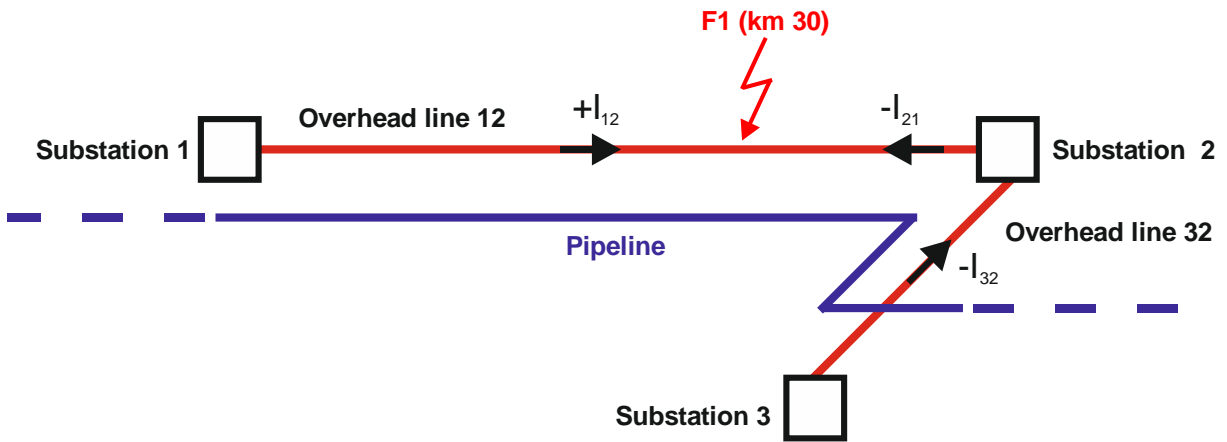 F1 (km 30)
Overhead line 12
+I12
-I21
Substation 1
Substation 2
Pipeline
Overhead line 32
-I32
Substation 3